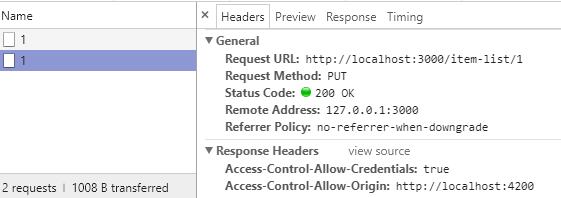 Name
1
1
2 requests | 1008 B transferred
× Headers Preview Response Timing
▼ General
Request URL: http://localhost:3000/item-list/1
Request Method: PUT
Status Code: 200 OK
Remote Address: 127.0.0.1:3000
Referrer Policy: no-referrer-when-downgrade
▼ Response Headers view source
Access-Control-Allow-Credentials: true
Access-Control-Allow-Origin: http://localhost:4200